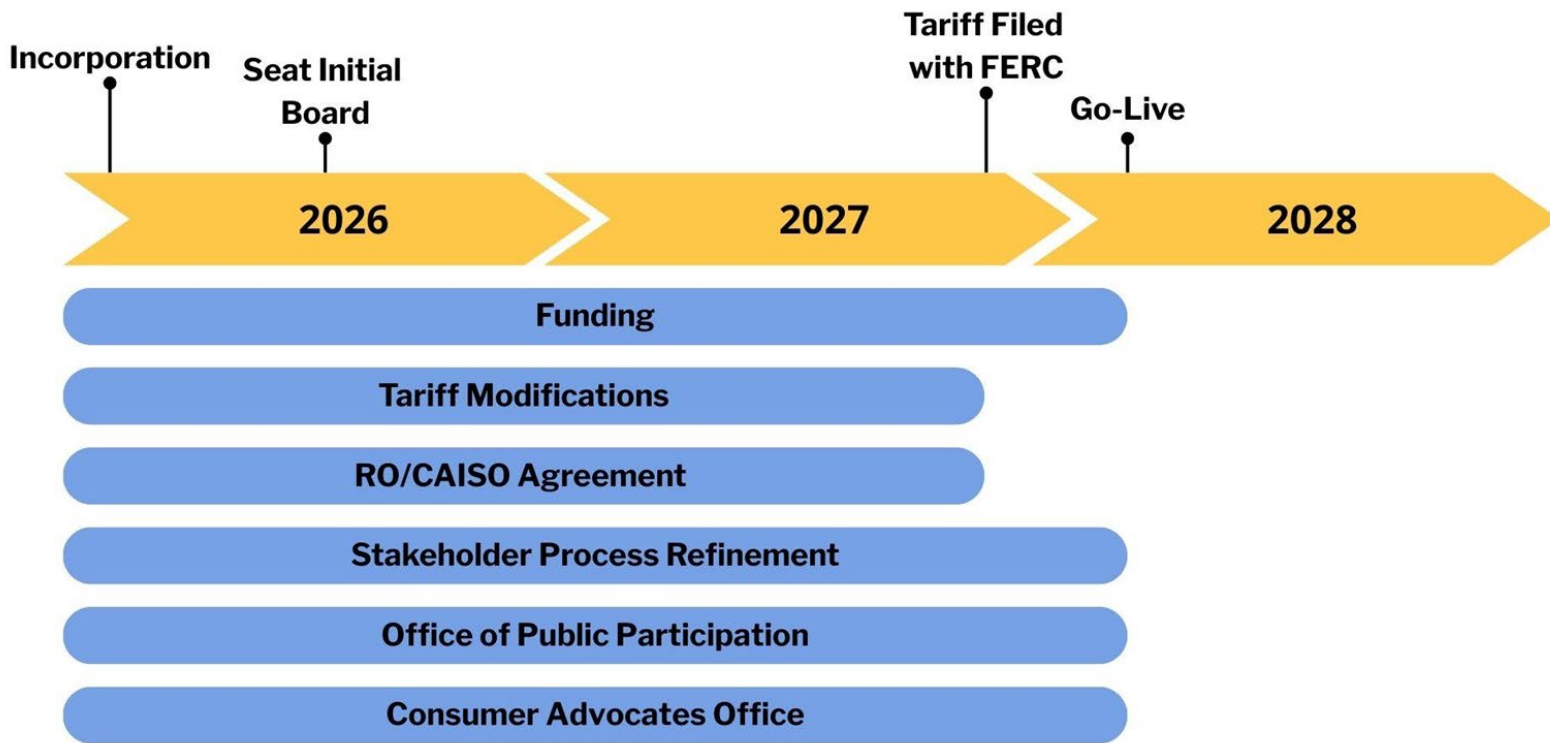 Incorporation
Seat Initial
Board
Tariff Filed
with FERC
Go-Live
2026
2027
2028
Funding
Tariff Modifications
RO/CAISO Agreement
Stakeholder Process Refinement
Office of Public Participation
Consumer Advocates Office